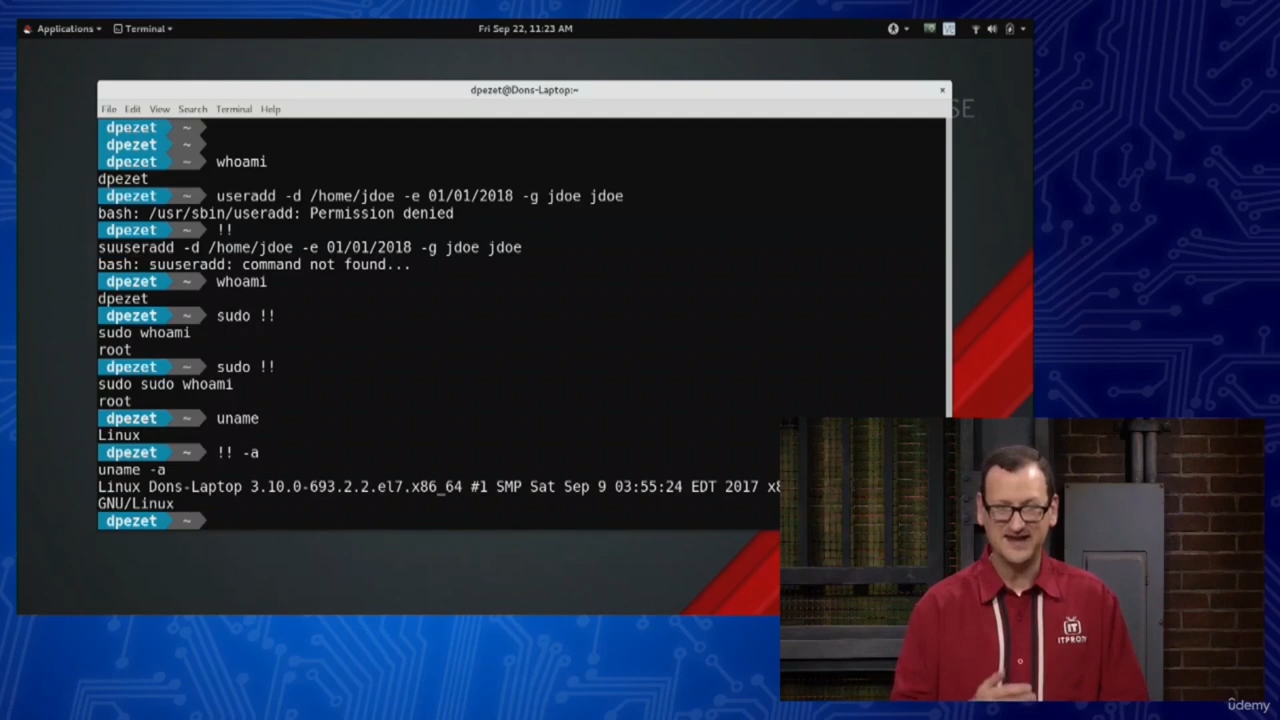 Applications
Terminal
Fri Sep 22, 11:23 AM
dpezet@Dons-Laptop:~
×
File Edit View Search Terminal Help
SE
dpezet ~
dpezet ~
dpezet ~ whoami
dpezet
dpezet ~ useradd -d /home/jdoe -e 01/01/2018 -g jdoe jdoe
bash: /usr/sbin/useradd: Permission denied
dpezet ~ !!
suuseradd -d /home/jdoe -e 01/01/2018 -g jdoe jdoe
bash: suuseradd: command not found...
dpezet ~ whoami
dpezet
dpezet ~ sudo !!
sudo whoami
root
dpezet ~ sudo !!
sudo sudo whoami
root
dpezet ~ uname
Linux
dpezet ~ !! -a
uname -a
Linux Dons-Laptop 3.10.0-693.2.2.el7.x86_64 #1 SMP Sat Sep 9 03:55:24 EDT 2017 x8
GNU/Linux
dpezet ~
IT
ITPROTV
ûdemy